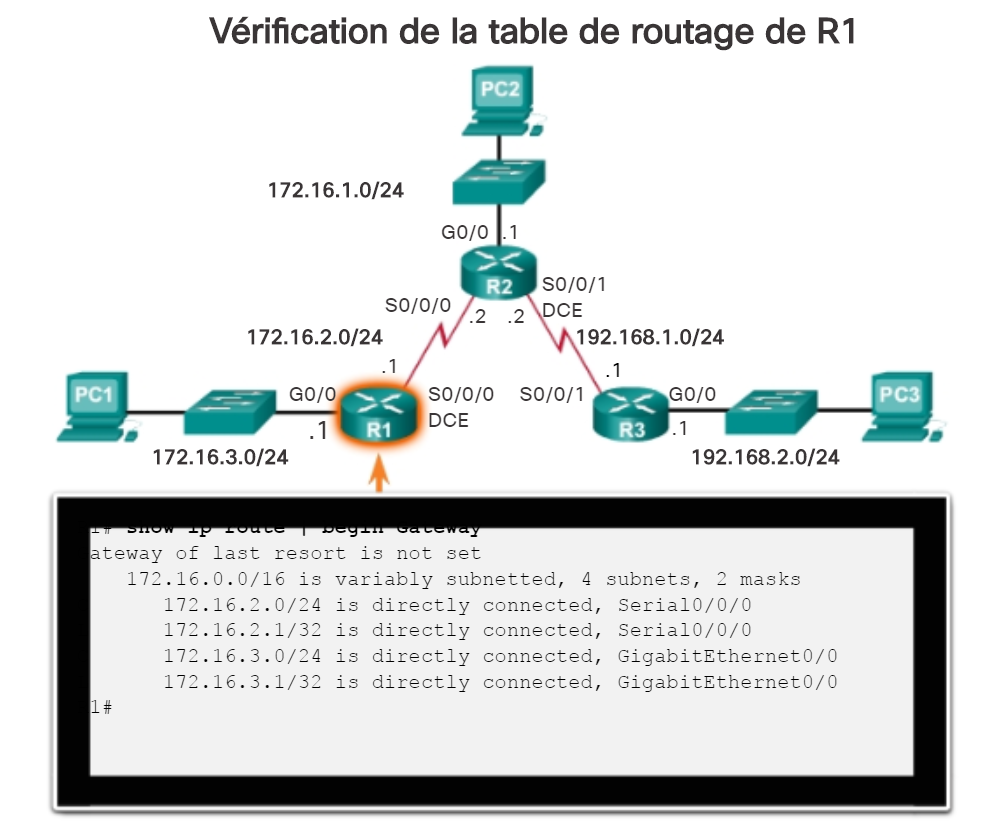 Vérification de la table de routage de R1
PC2
172.16.1.0/24
G0/0 .1
R2
S0/0/1
DCE
S0/0/0
.2 .2
172.16.2.0/24
192.168.1.0/24
.1
.1
PC1
G0/0
S0/0/0
DCE
S0/0/1
G0/0
PC3
R1
.1
R3
.1
172.16.3.0/24
192.168.2.0/24
1# show ip route | begin Gateway
ateway of last resort is not set
172.16.0.0/16 is variably subnetted, 4 subnets, 2 masks
172.16.2.0/24 is directly connected, Serial0/0/0
172.16.2.1/32 is directly connected, Serial0/0/0
172.16.3.0/24 is directly connected, GigabitEthernet0/0
172.16.3.1/32 is directly connected, GigabitEthernet0/0
1#